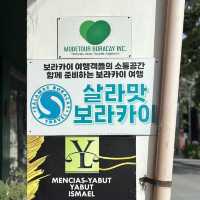 MODETOUR BORACAY INC.
보라카이 여행객들의 소통공간
함께 준비하는 보라카이 여행
살라맛
보라카이
YL
MENCIAS-YABUT
YABUT
ISMAEL